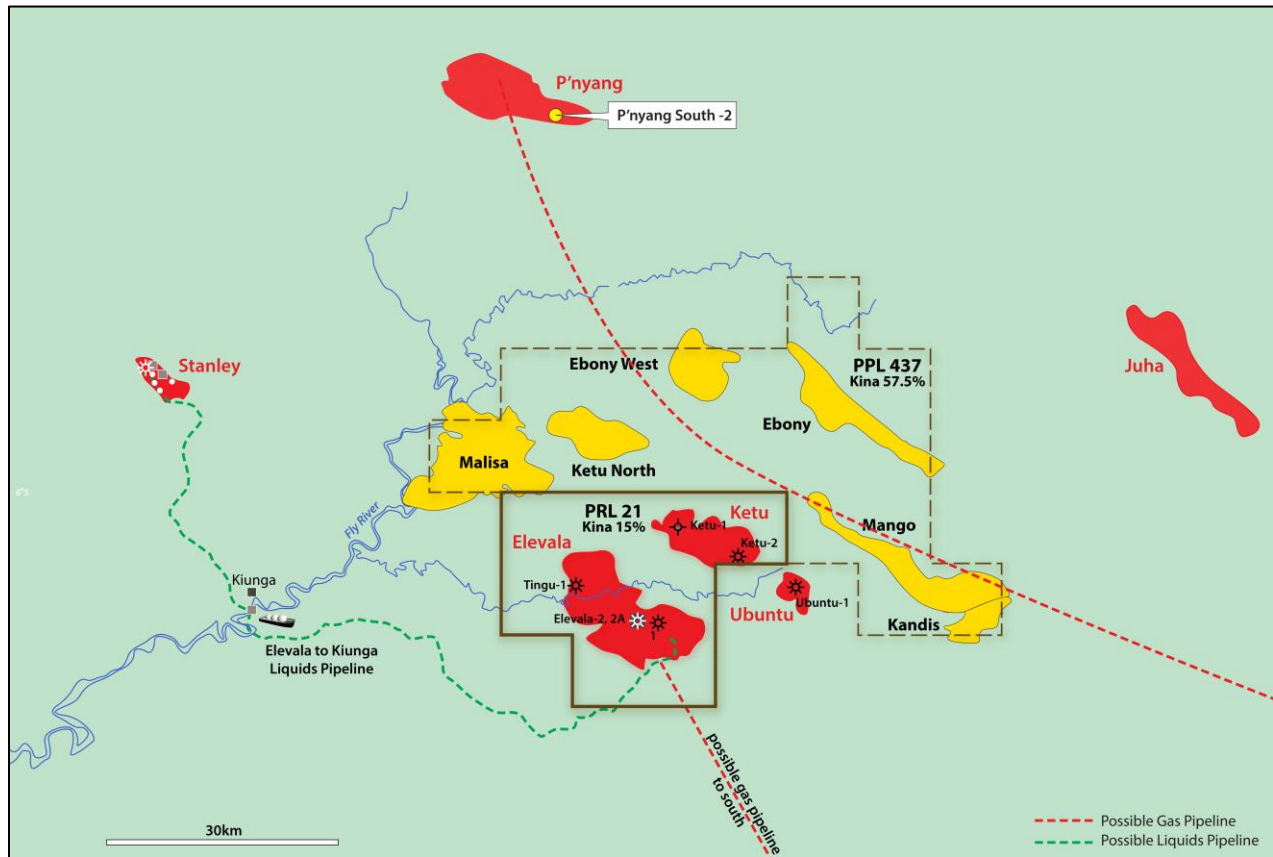 P'nyang
P'nyang South -2
Stanley
Ebony West
PPL 437
Kina 57.5%
Juha
Ebony
Malisa
Ketu North
6°S
Fly River
PRL 21
Kina 15%
Ketu
Ketu-1
Mango
Elevala
Ketu-2
Tingu-1
Kiunga
Ubuntu-1
Ubuntu
Elevala-2, 2A
1
Kandis
Elevala to Kiunga
Liquids Pipeline
possible gas pipeline
to south
30km
Possible Gas Pipeline
Possible Liquids Pipeline